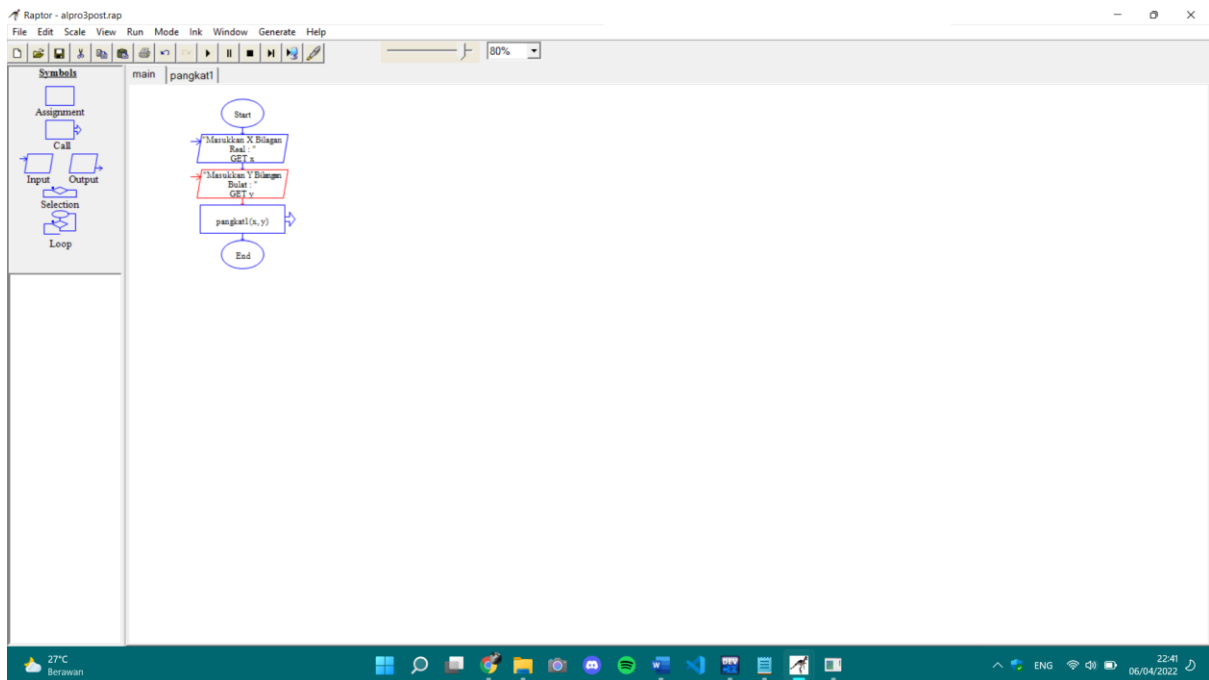 Raptor - alpro3post.rap
File Edit Scale View Run Mode Ink Window Generate Help
80%
Symbols
Assignment
Call
Input Output
Selection
Loop
main pangkat1
Start
"Masukkan X Bilagan
Real : "
GET x
"Masukkan Y Bilangan
Bulat : "
GET y
pangkat1(x, y)
End
27°C
Berawan
DEV
ENG
22:41
06/04/2022